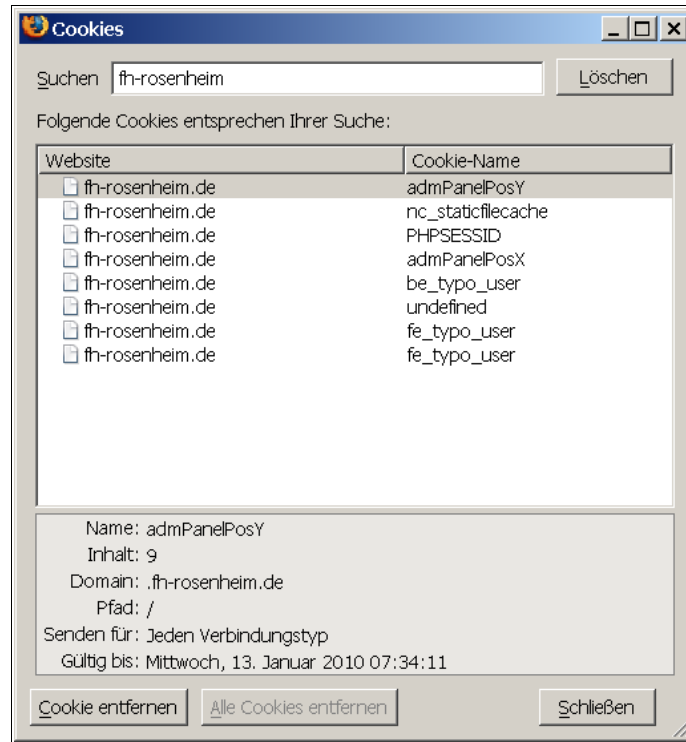 Cookies
Suchen fh-rosenheim Löschen
Folgende Cookies entsprechen Ihrer Suche:
Website Cookie-Name
fh-rosenheim.de admPanelPosY
fh-rosenheim.de nc_staticfilecache
fh-rosenheim.de PHPSESSID
fh-rosenheim.de admPanelPosX
fh-rosenheim.de be_typo_user
fh-rosenheim.de undefined
fh-rosenheim.de fe_typo_user
fh-rosenheim.de fe_typo_user
Name: admPanelPosY
Inhalt: 9
Domain: .fh-rosenheim.de
Pfad: /
Senden für: Jeden Verbindungstyp
Gültig bis: Mittwoch, 13. Januar 2010 07:34:11
Cookie entfernen Alle Cookies entfernen Schließen